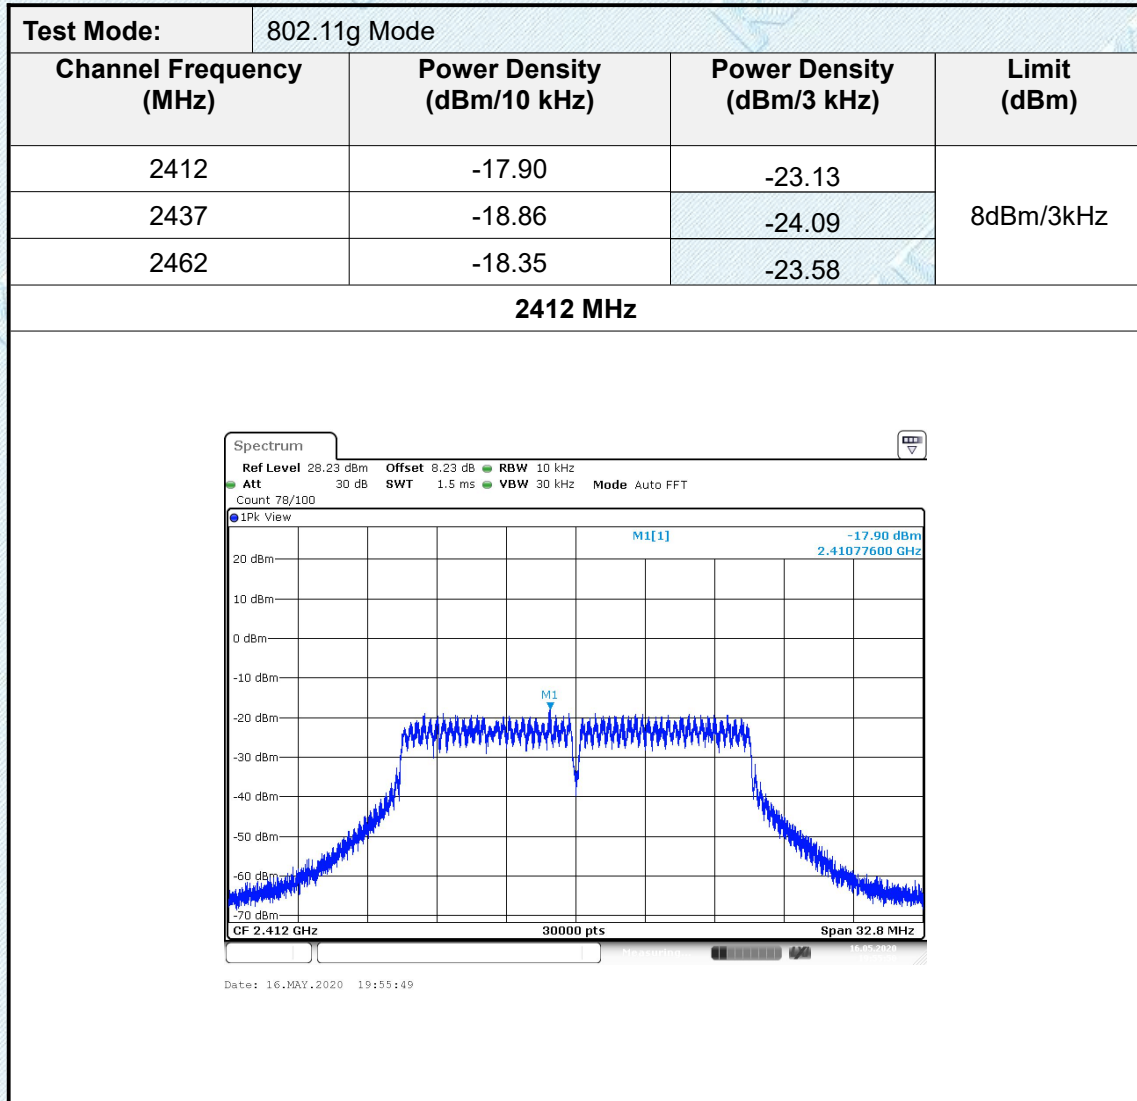 Test Mode: 802.11g Mode
Channel Frequency (MHz) Power Density (dBm/10 kHz) Power Density (dBm/3 kHz) Limit (dBm)
2412 -17.90 -23.13 8dBm/3kHz
2437 -18.86 -24.09
2462 -18.35 -23.58
2412 MHz
Spectrum
Ref Level 28.23 dBm Offset 8.23 dB RBW 10 kHz
Att 30 dB SWT 1.5 ms VBW 30 kHz Mode Auto FFT
Count 78/100
1Pk View
M1[1] -17.90 dBm
2.41077600 GHz
20 dBm
10 dBm
0 dBm
-10 dBm
M1
-20 dBm
-30 dBm
-40 dBm
-50 dBm
-60 dBm
-70 dBm
CF 2.412 GHz 30000 pts Span 32.8 MHz
Measuring 16.05.2020
Date: 16.MAY.2020 19:55:49